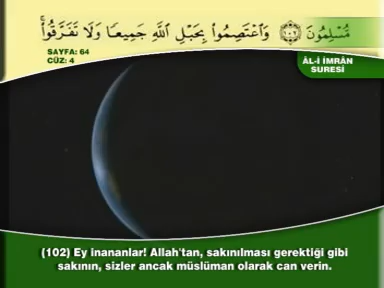 مُّسْلِمُونَ ۝١٠٢ وَاعْتَصِمُوا بِحَبْلِ اللَّهِ جَمِيعًا وَلَا تَفَرَّقُوا ۚ
SAYFA: 64
CÜZ: 4
ÂL-İ İMRÂN
SURESİ
(102) Ey inananlar! Allah'tan, sakınılması gerektiği gibi
sakının, sizler ancak müslüman olarak can verin.